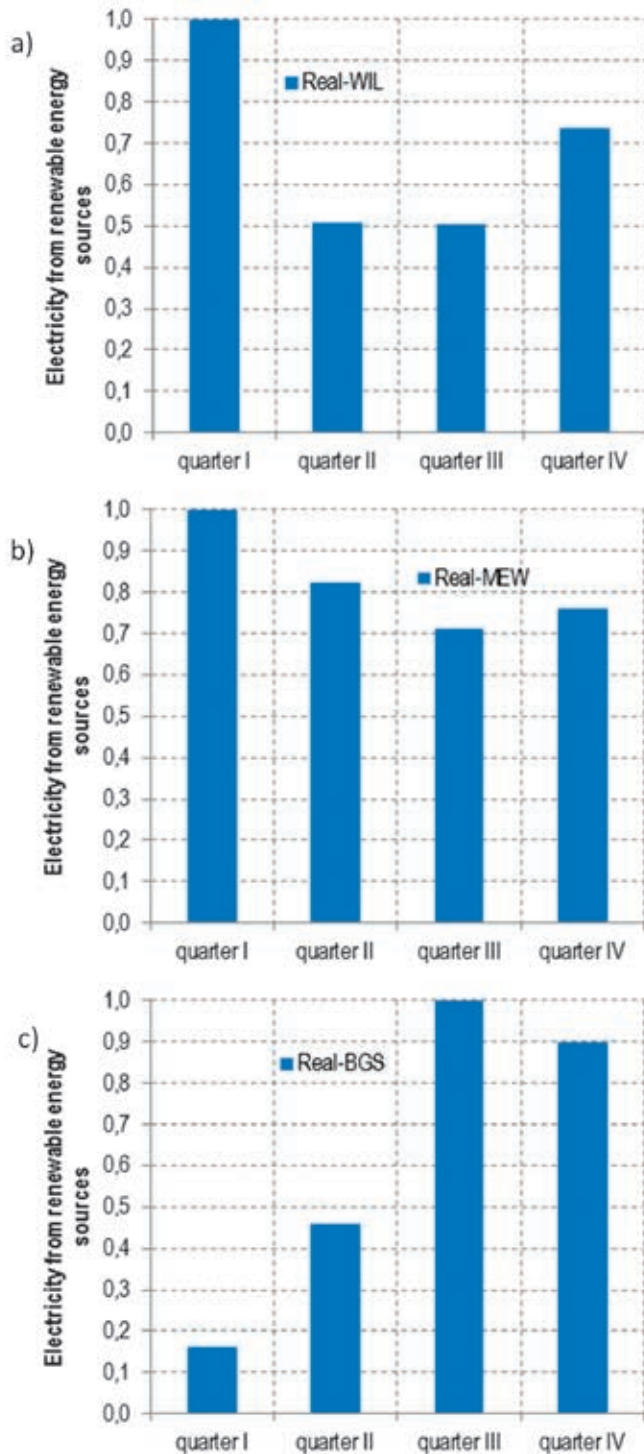 a)
Electricity from renewable energy
sources
1,0
0,9
0,8
0,7
0,6
0,5
0,4
0,3
0,2
0,1
0,0
Real-WIL
quarter I
quarter II
quarter III
quarter IV
b)
Electricity from renewable energy
sources
1,0
0,9
0,8
0,7
0,6
0,5
0,4
0,3
0,2
0,1
0,0
Real-MEW
quarter I
quarter II
quarter III
quarter IV
c)
Electricity from renewable energy
sources
1,0
0,9
0,8
0,7
0,6
0,5
0,4
0,3
0,2
0,1
0,0
Real-BGS
quarter I
quarter II
quarter III
quarter IV